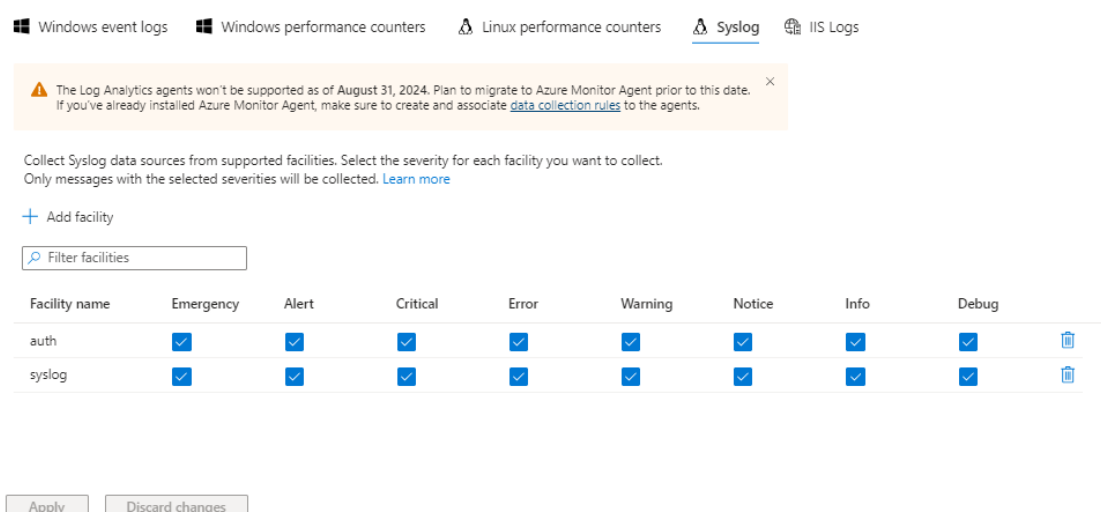 Windows event logs Windows performance counters Linux performance counters Syslog IIS Logs
The Log Analytics agents won't be supported as of August 31, 2024. Plan to migrate to Azure Monitor Agent prior to this date.
If you've already installed Azure Monitor Agent, make sure to create and associate data collection rules to the agents.
Collect Syslog data sources from supported facilities. Select the severity for each facility you want to collect.
Only messages with the selected severities will be collected. Learn more
Add facility
Filter facilities
Facility name Emergency Alert Critical Error Warning Notice Info Debug
auth
syslog
Apply Discard changes